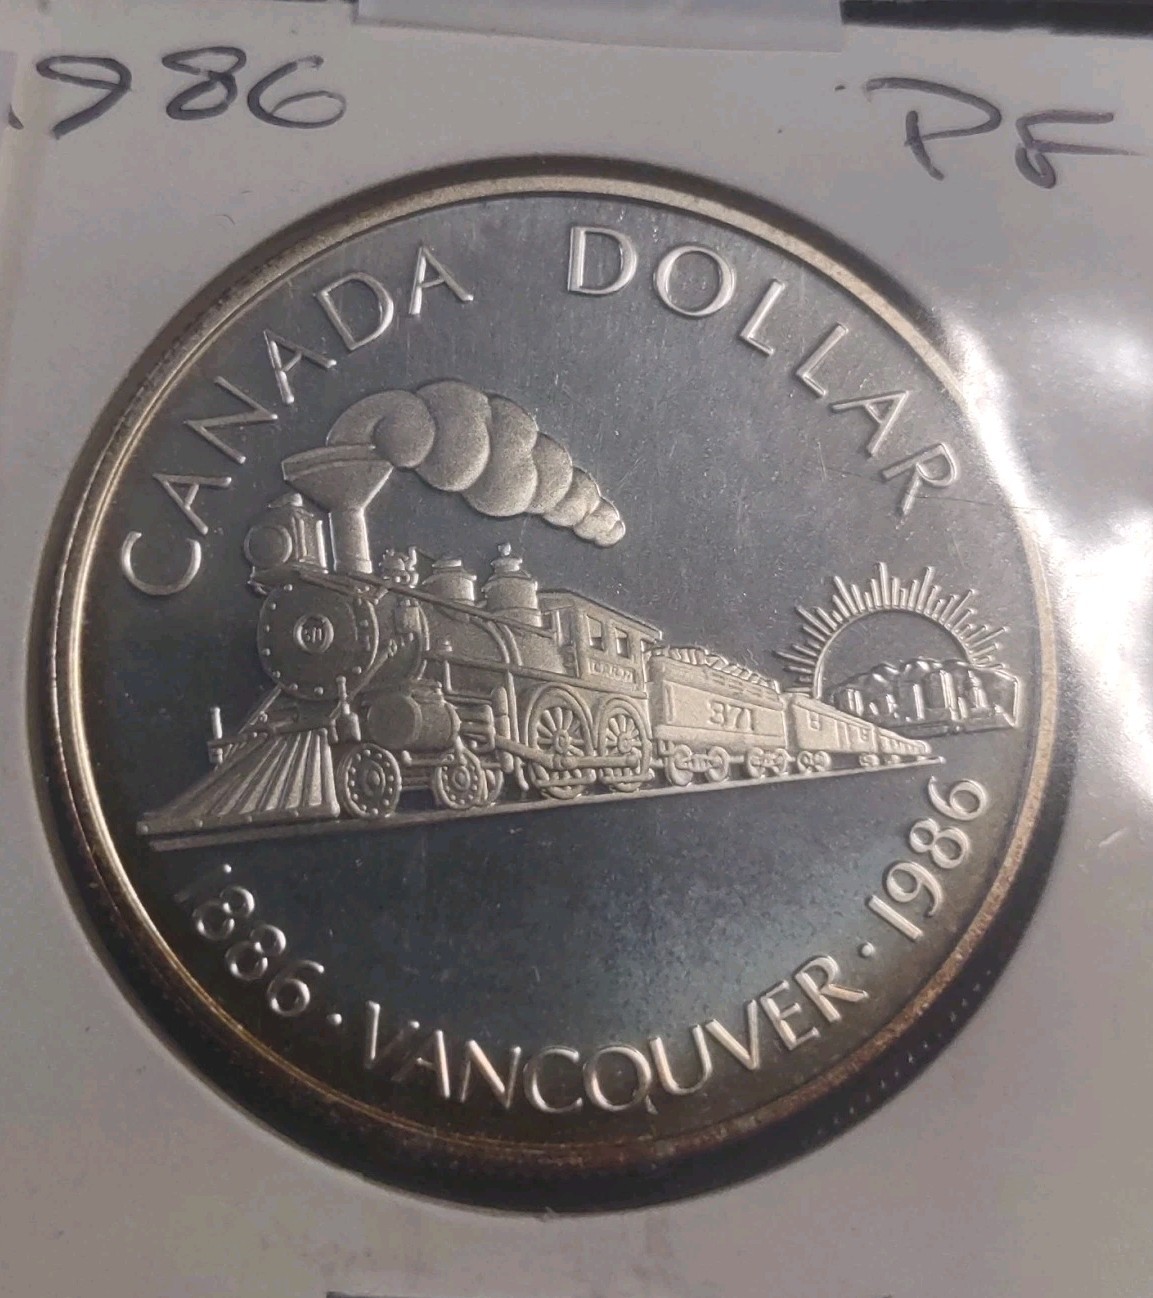 1986
PF
CANADA DOLLAR
371
1886 · VANCOUVER · 1986